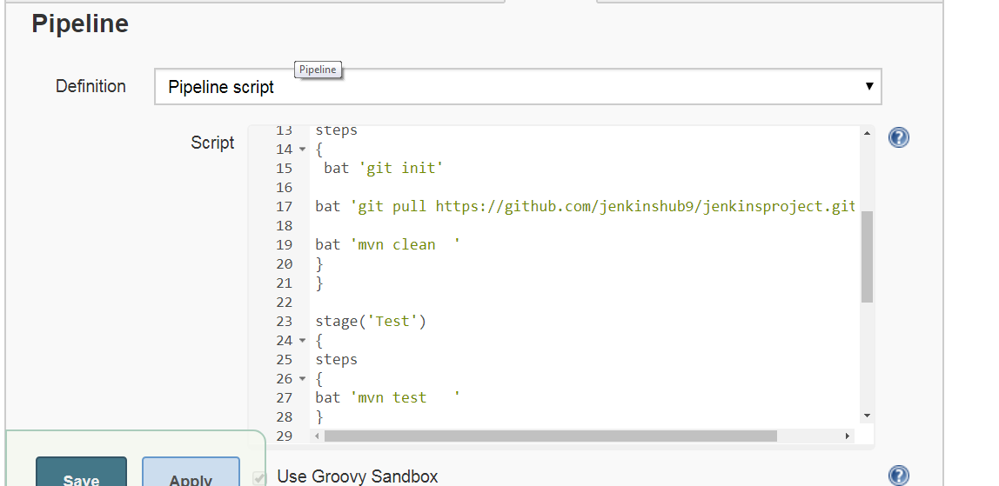 Pipeline
Pipeline
Definition
Pipeline script
Script
13 steps
14 {
15 bat 'git init'
16
17 bat 'git pull https://github.com/jenkinshub9/jenkinsproject.git
18
19 bat 'mvn clean  '
20 }
21 }
22
23 stage('Test')
24 {
25 steps
26 {
27 bat 'mvn test   '
28 }
29
Save
Apply
Use Groovy Sandbox